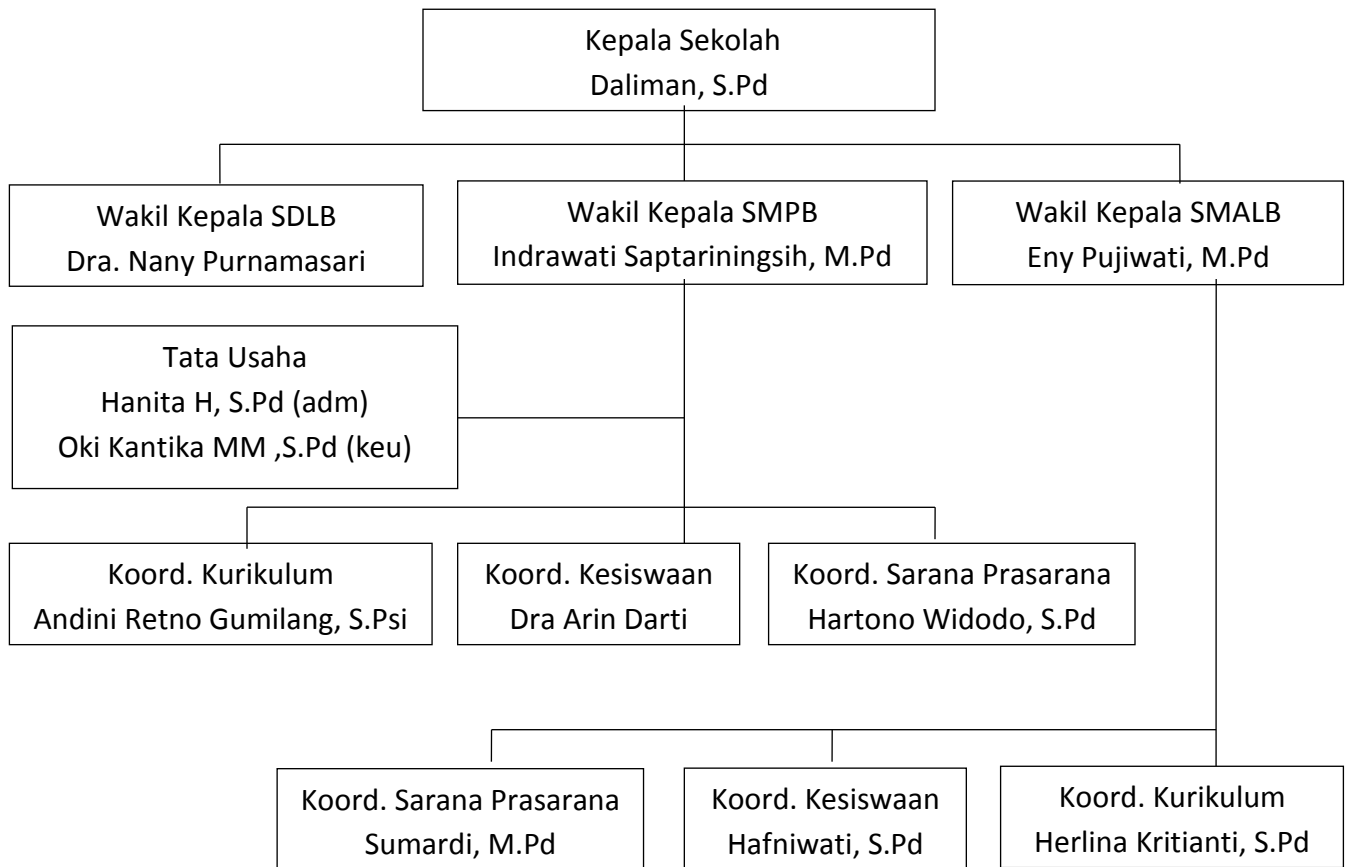 Kepala Sekolah
Daliman, S.Pd
Wakil Kepala SDLB
Dra. Nany Purnamasari
Wakil Kepala SMPB
Indrawati Saptariningsih, M.Pd
Wakil Kepala SMALB
Eny Pujiwati, M.Pd
Tata Usaha
Hanita H, S.Pd (adm)
Oki Kantika MM ,S.Pd (keu)
Koord. Kurikulum
Andini Retno Gumilang, S.Psi
Koord. Kesiswaan
Dra Arin Darti
Koord. Sarana Prasarana
Hartono Widodo, S.Pd
Koord. Sarana Prasarana
Sumardi, M.Pd
Koord. Kesiswaan
Hafniwati, S.Pd
Koord. Kurikulum
Herlina Kritianti, S.Pd